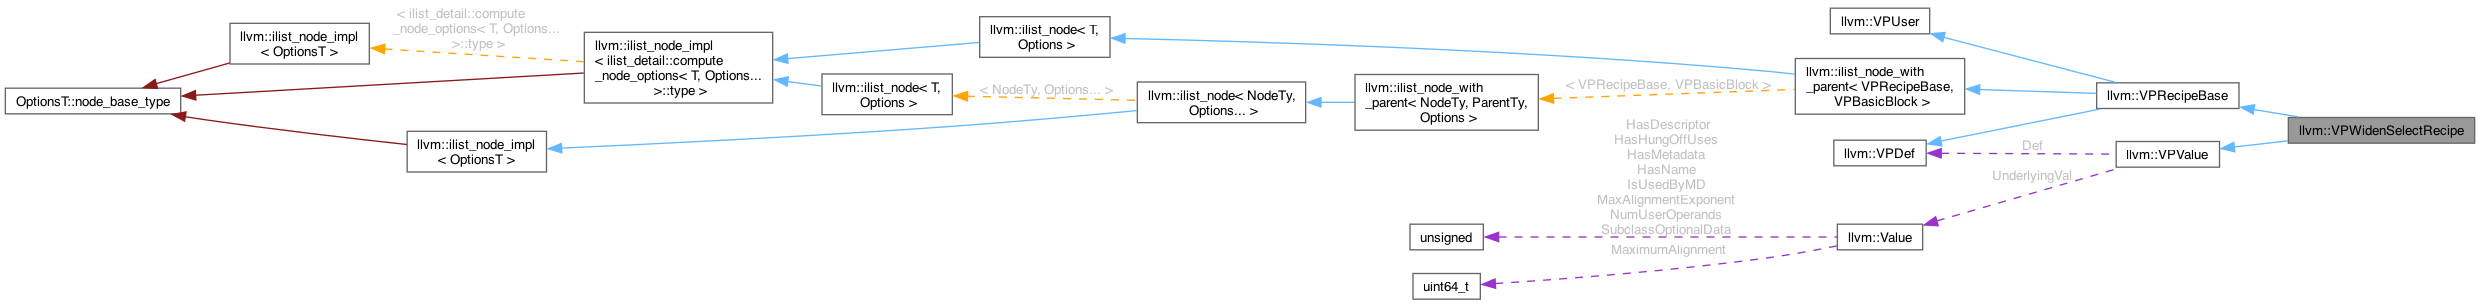 OptionsT::node_base_type
llvm::ilist_node_impl
< OptionsT >
< ilist_detail::compute
_node_options< T, Options...
>::type >
llvm::ilist_node_impl
< ilist_detail::compute
_node_options< T, Options...
>::type >
llvm::ilist_node_impl
< OptionsT >
llvm::ilist_node< T,
Options >
llvm::ilist_node< T,
Options >
< NodeTy, Options... >
llvm::ilist_node< NodeTy,
Options... >
llvm::ilist_node_with
_parent< NodeTy, ParentTy,
Options >
< VPRecipeBase, VPBasicBlock >
llvm::ilist_node_with
_parent< VPRecipeBase,
VPBasicBlock >
llvm::VPUser
llvm::VPRecipeBase
llvm::VPWidenSelectRecipe
llvm::VPDef
Def
llvm::VPValue
UnderlyingVal
llvm::Value
HasDescriptor
HasHungOffUses
HasMetadata
HasName
IsUsedByMD
MaxAlignmentExponent
NumUserOperands
SubclassOptionalData
unsigned
MaximumAlignment
uint64_t